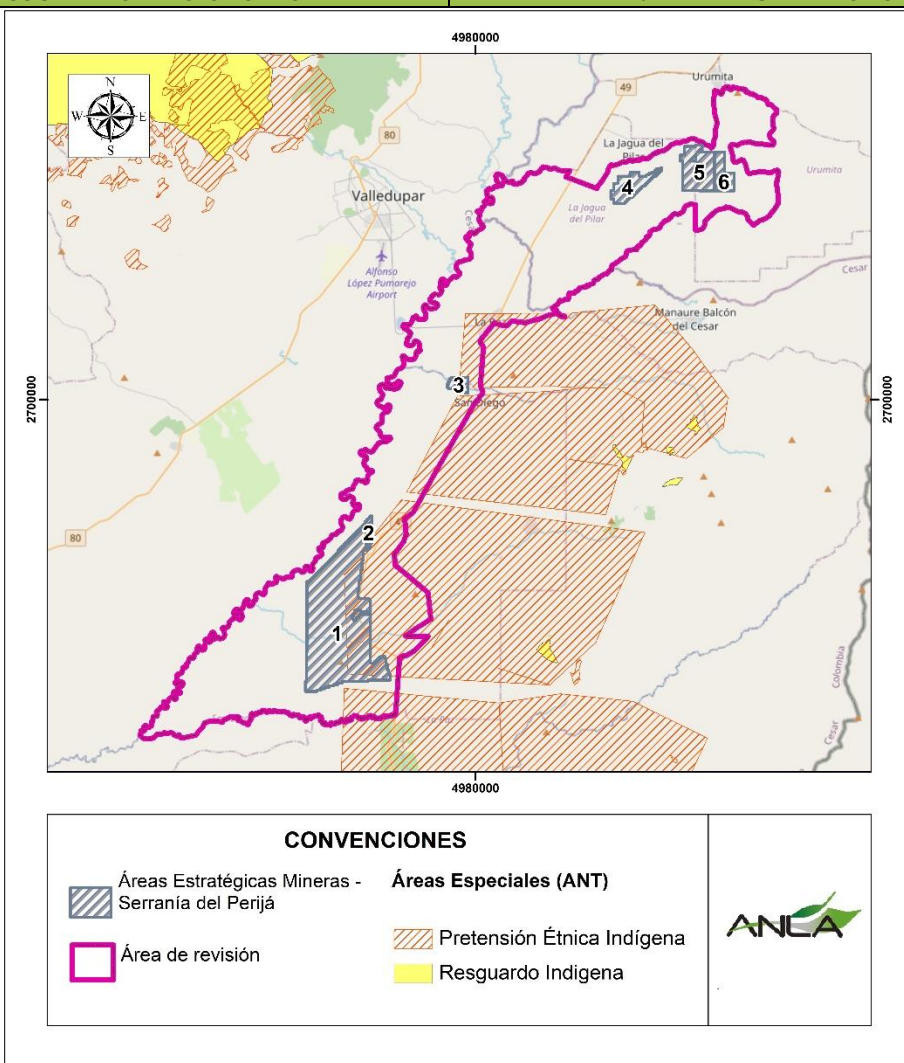 4980000
N
W
E
S
Urumita
49
80
La Jagua del
Pilar
5
6
Urumita
4
Valledupar
La Jagua
del Pilar
Alfonso
López Pumarejo
Airport
Cesar
Manaure Balcón
del Cesar
3
San Diego
2700000
2700000
80
2
1
Colombia
La Paz
Cesar
4980000
CONVENCIONES
Áreas Estratégicas Mineras -
Serranía del Perijá
Área de revisión
Áreas Especiales (ANT)
Pretensión Étnica Indígena
Resguardo Indigena
ANLA